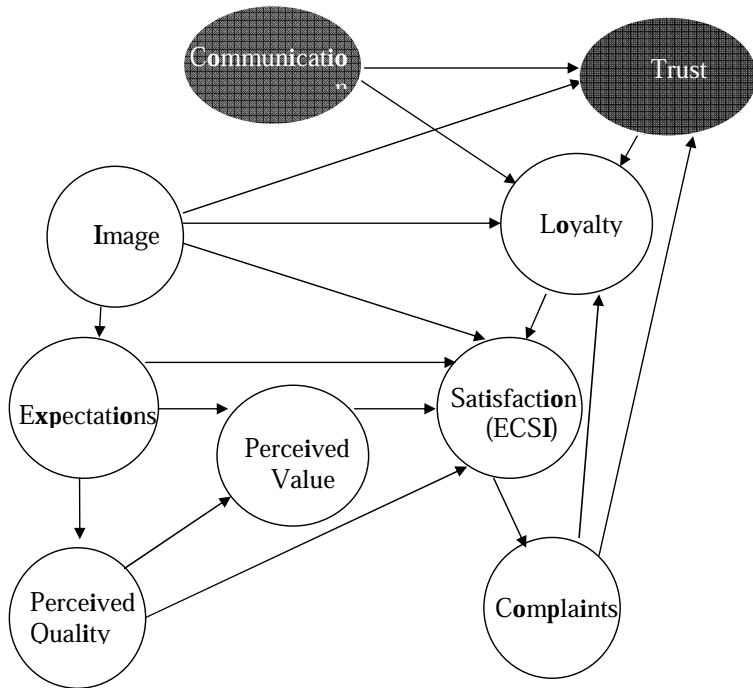 Communicatio
n
Trust
Image
Loyalty
Expectations
Satisfaction
(ECSI)
Perceived
Value
Perceived
Quality
Complaints